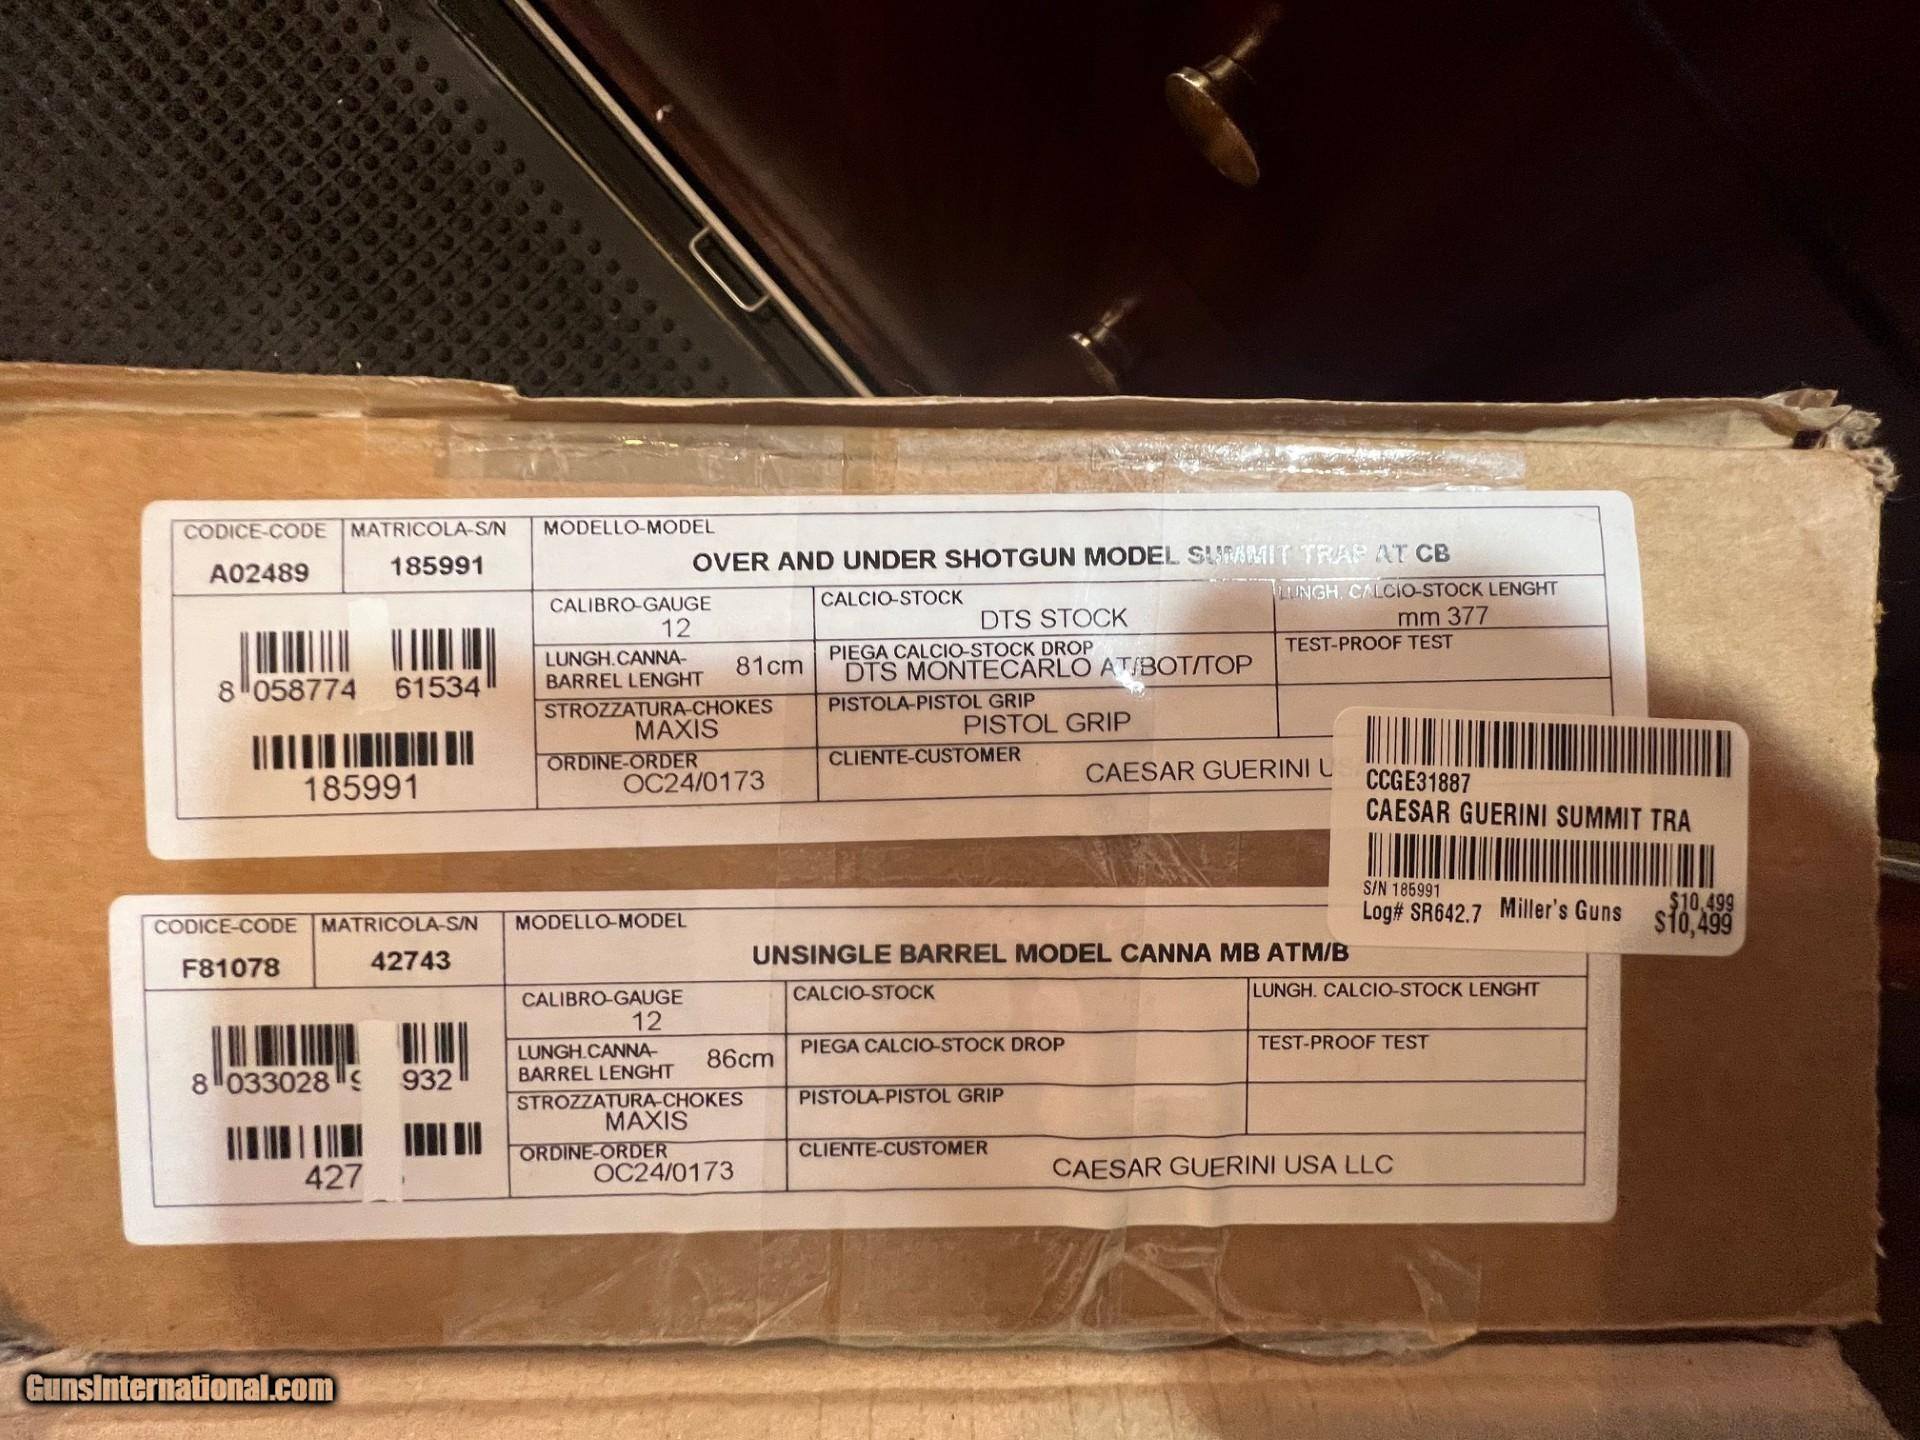 CODICE-CODE
A02489
MATRICOLA-S/N
185991
MODELLO-MODEL
OVER AND UNDER SHOTGUN MODEL SUMMIT TRAP AT CB
8 058774 61534
185991
CALIBRO-GAUGE
12
CALCIO-STOCK
DTS STOCK
LUNGH. CALCIO-STOCK LENGHT
mm 377
LUNGH.CANNA-
BARREL LENGHT
81cm
PIEGA CALCIO-STOCK DROP
DTS MONTECARLO AT/BOT/TOP
TEST-PROOF TEST
STROZZATURA-CHOKES
MAXIS
PISTOLA-PISTOL GRIP
PISTOL GRIP
ORDINE-ORDER
OC24/0173
CLIENTE-CUSTOMER
CAESAR GUERINI
CCGE31887
CAESAR GUERINI SUMMIT TRA
S/N 185991
Log# SR642.7 Miller's Guns
$10,499
$10,499
CODICE-CODE
F81078
MATRICOLA-S/N
42743
MODELLO-MODEL
UNSINGLE BARREL MODEL CANNA MB ATM/B
8 033028 9 932
427
CALIBRO-GAUGE
12
CALCIO-STOCK
LUNGH. CALCIO-STOCK LENGHT
LUNGH.CANNA-
BARREL LENGHT
86cm
PIEGA CALCIO-STOCK DROP
TEST-PROOF TEST
STROZZATURA-CHOKES
MAXIS
PISTOLA-PISTOL GRIP
ORDINE-ORDER
OC24/0173
CLIENTE-CUSTOMER
CAESAR GUERINI USA LLC
GunsInternational.com